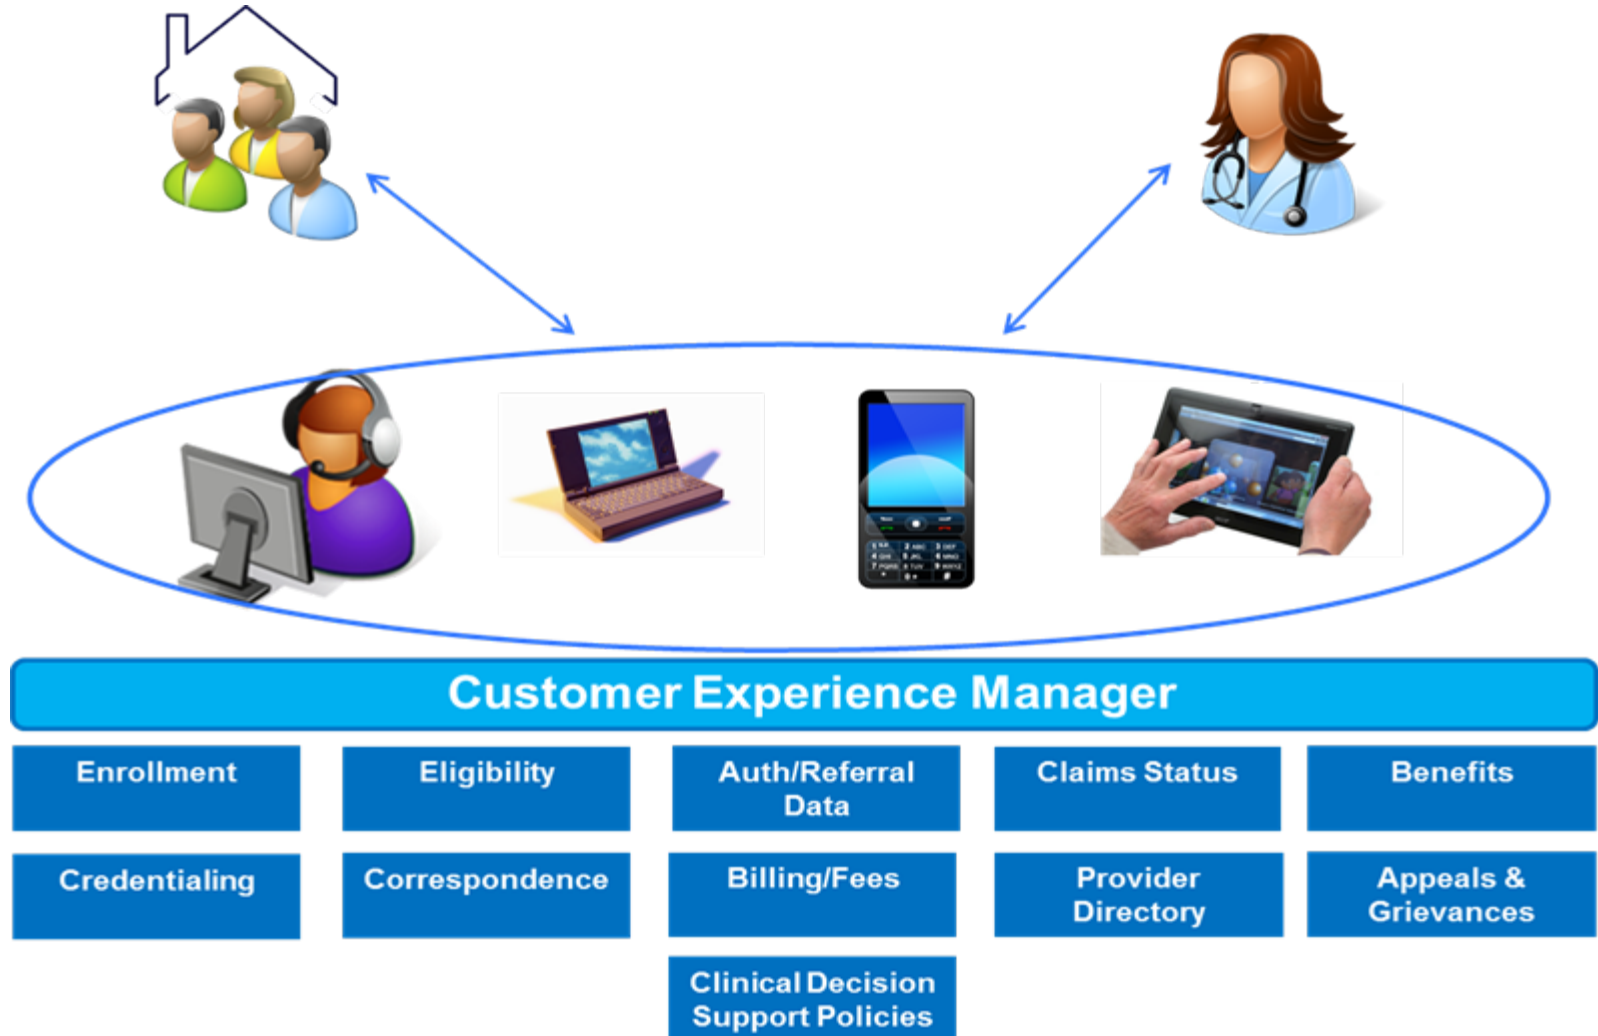 Customer Experience Manager
Enrollment
Eligibility
Auth/Referral
Data
Claims Status
Benefits
Credentialing
Correspondence
Billing/Fees
Provider
Directory
Appeals &
Grievances
Clinical Decision
Support Policies